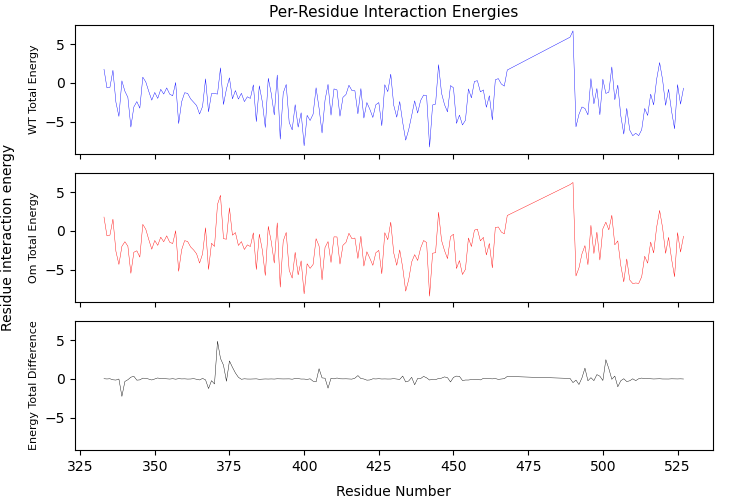 Per-Residue Interaction Energies
Residue interaction energy
WT Total Energy
5
0
−5
Om Total Energy
5
0
−5
Energy Total Difference
5
0
−5
325 350 375 400 425 450 475 500 525
Residue Number